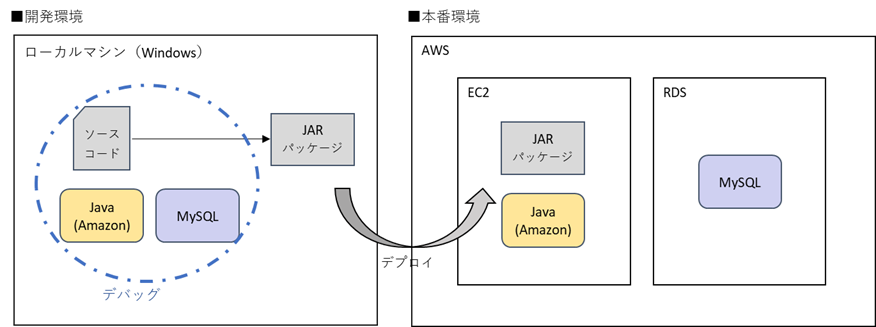 ■開発環境
ローカルマシン（Windows）
ソース
コード
JAR
パッケージ
Java
(Amazon)
MySQL
デバッグ
デプロイ
■本番環境
AWS
EC2
JAR
パッケージ
Java
(Amazon)
RDS
MySQL